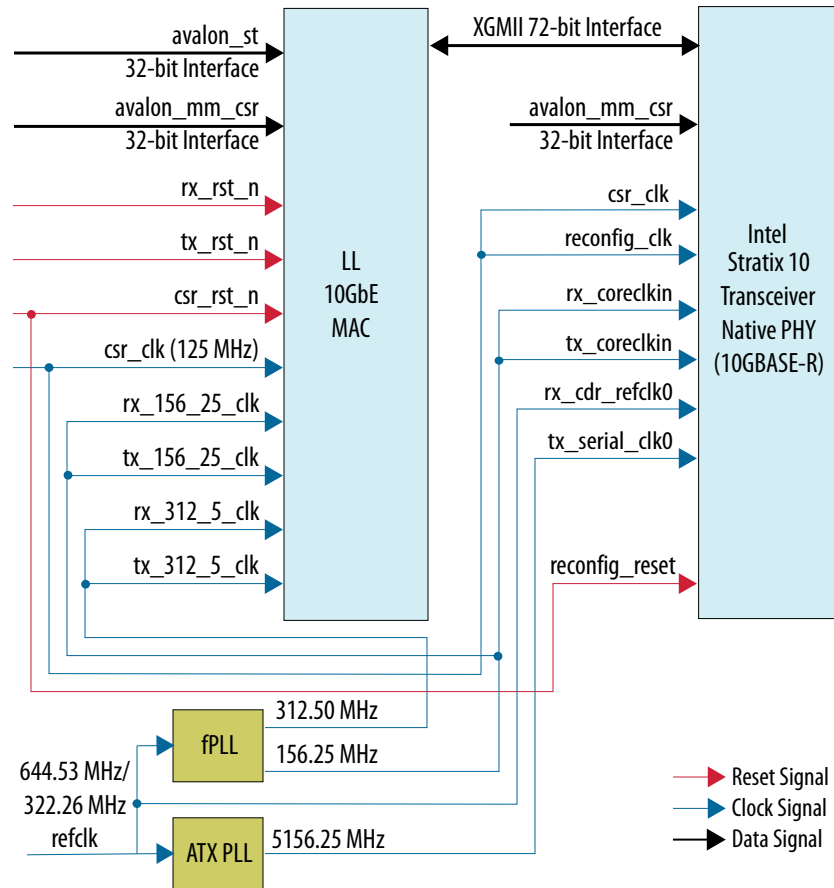 avalon_st
32-bit Interface
avalon_mm_csr
32-bit Interface
rx_rst_n
tx_rst_n
csr_rst_n
csr_clk (125 MHz)
rx_156_25_clk
tx_156_25_clk
rx_312_5_clk
tx_312_5_clk
LL
10GbE
MAC
XGMII 72-bit Interface
avalon_mm_csr
32-bit Interface
csr_clk
reconfig_clk
rx_coreclkin
tx_coreclkin
rx_cdr_refclk0
tx_serial_clk0
reconfig_reset
Intel
Stratix 10
Transceiver
Native PHY
(10GBASE-R)
312.50 MHz
fPLL
156.25 MHz
644.53 MHz/
322.26 MHz
refclk
ATX PLL
5156.25 MHz
Reset Signal
Clock Signal
Data Signal